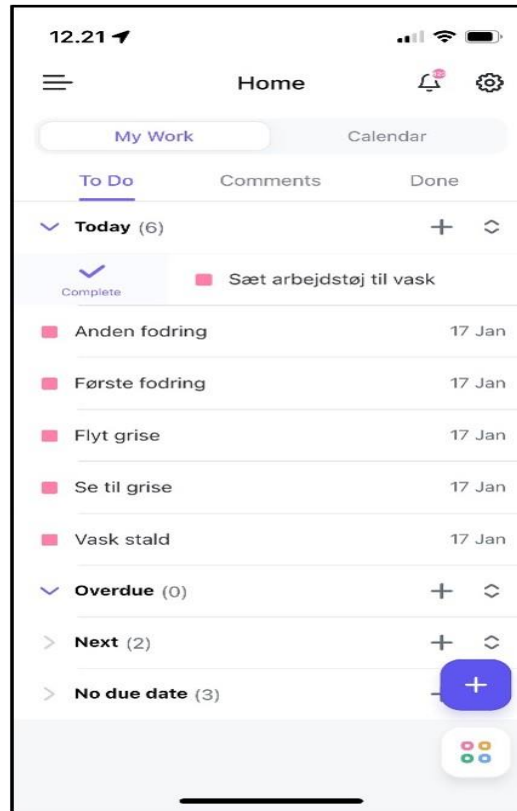 12.21
Home
My Work Calendar
To Do Comments Done
Today (6)
Complete Sæt arbejdstøj til vask
Anden fodring 17 Jan
Første fodring 17 Jan
Flyt grise 17 Jan
Se til grise 17 Jan
Vask stald 17 Jan
Overdue (0)
Next (2)
No due date (3)